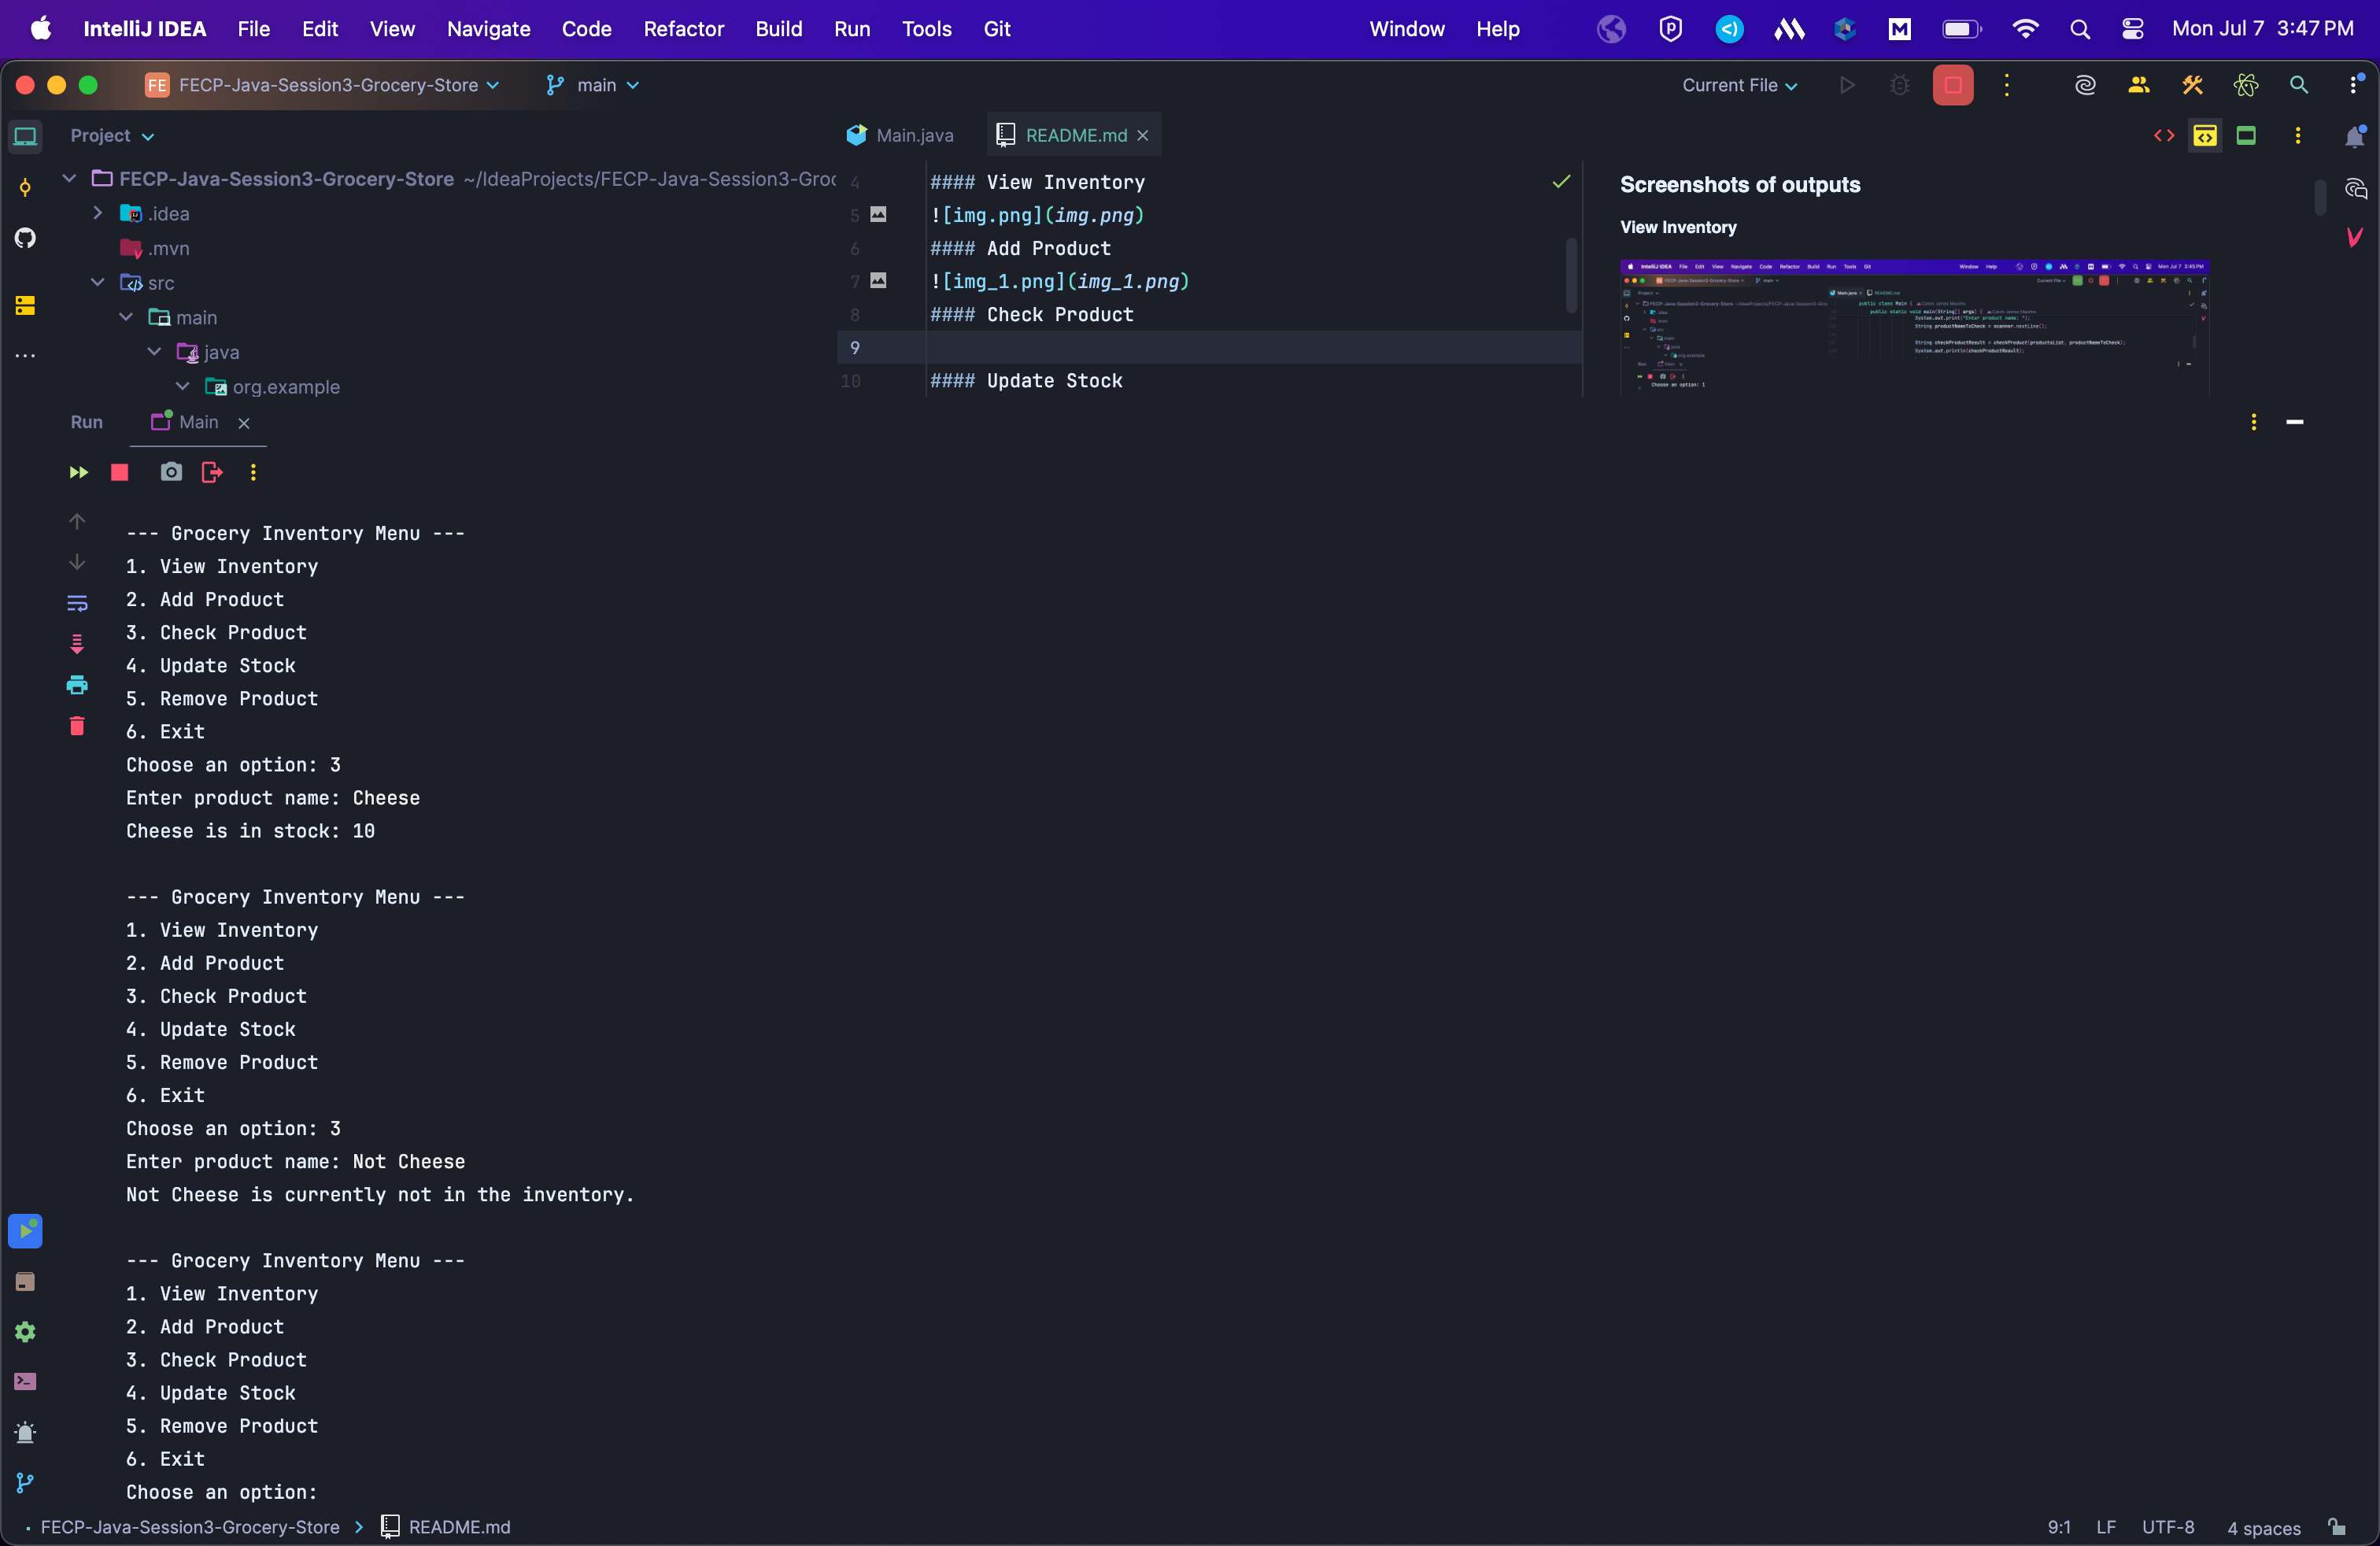 IntelliJ IDEA File Edit View Navigate Code Refactor Build Run Tools Git Window Help Mon Jul 7 3:47 PM
FE FECP-Java-Session3-Grocery-Store main Current File
Project
FECP-Java-Session3-Grocery-Store ~/IdeaProjects/FECP-Java-Session3-Groc
.idea
.mvn
src
main
java
org.example
Main.java README.md
4 #### View Inventory
5 ![img.png](img.png)
6 #### Add Product
7 ![img_1.png](img_1.png)
8 #### Check Product
9
10 #### Update Stock
Screenshots of outputs
View Inventory
Run Main
--- Grocery Inventory Menu ---
1. View Inventory
2. Add Product
3. Check Product
4. Update Stock
5. Remove Product
6. Exit
Choose an option: 3
Enter product name: Cheese
Cheese is in stock: 10
--- Grocery Inventory Menu ---
1. View Inventory
2. Add Product
3. Check Product
4. Update Stock
5. Remove Product
6. Exit
Choose an option: 3
Enter product name: Not Cheese
Not Cheese is currently not in the inventory.
--- Grocery Inventory Menu ---
1. View Inventory
2. Add Product
3. Check Product
4. Update Stock
5. Remove Product
6. Exit
Choose an option:
FECP-Java-Session3-Grocery-Store README.md 9:1 LF UTF-8 4 spaces